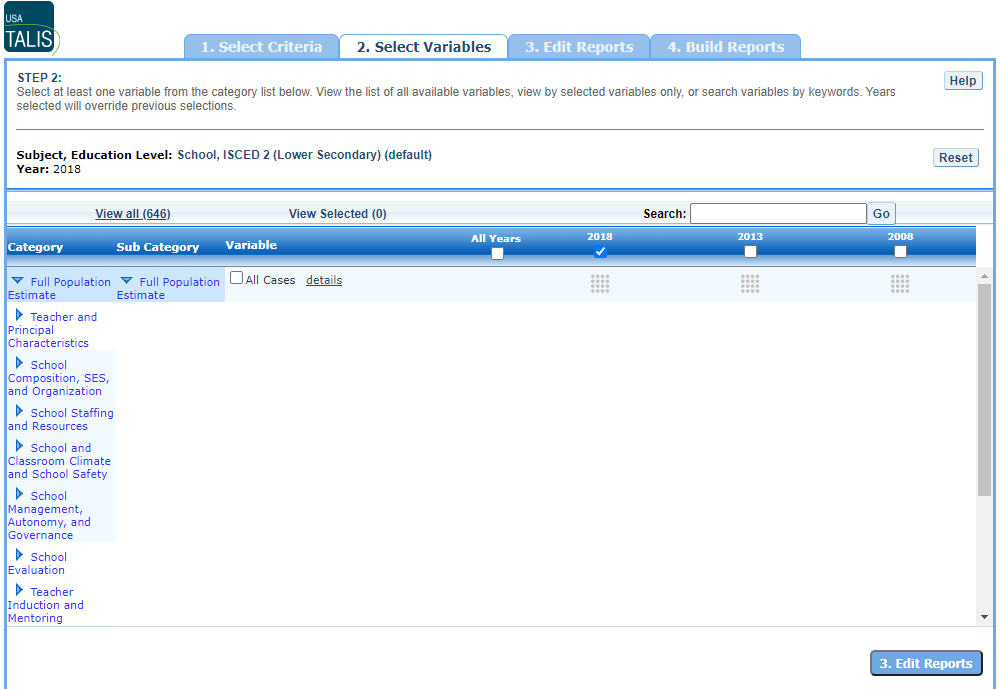 USA
TALIS
1. Select Criteria
2. Select Variables
3. Edit Reports
4. Build Reports
STEP 2:
Help
Select at least one variable from the category list below. View the list of all available variables, view by selected variables only, or search variables by keywords. Years
selected will override previous selections.
Subject, Education Level: School, ISCED 2 (Lower Secondary) (default)
Year: 2018
Reset
View all (646)
View Selected (0)
Search:
Go
Category
Sub Category
Variable
All Years
2018
2013
2008
Full Population
Estimate
Full Population
Estimate
All Cases details
Teacher and
Principal
Characteristics
School
Composition, SES,
and Organization
School Staffing
and Resources
School and
Classroom Climate
and School Safety
School
Management,
Autonomy, and
Governance
School
Evaluation
Teacher
Induction and
Mentoring
3. Edit Reports